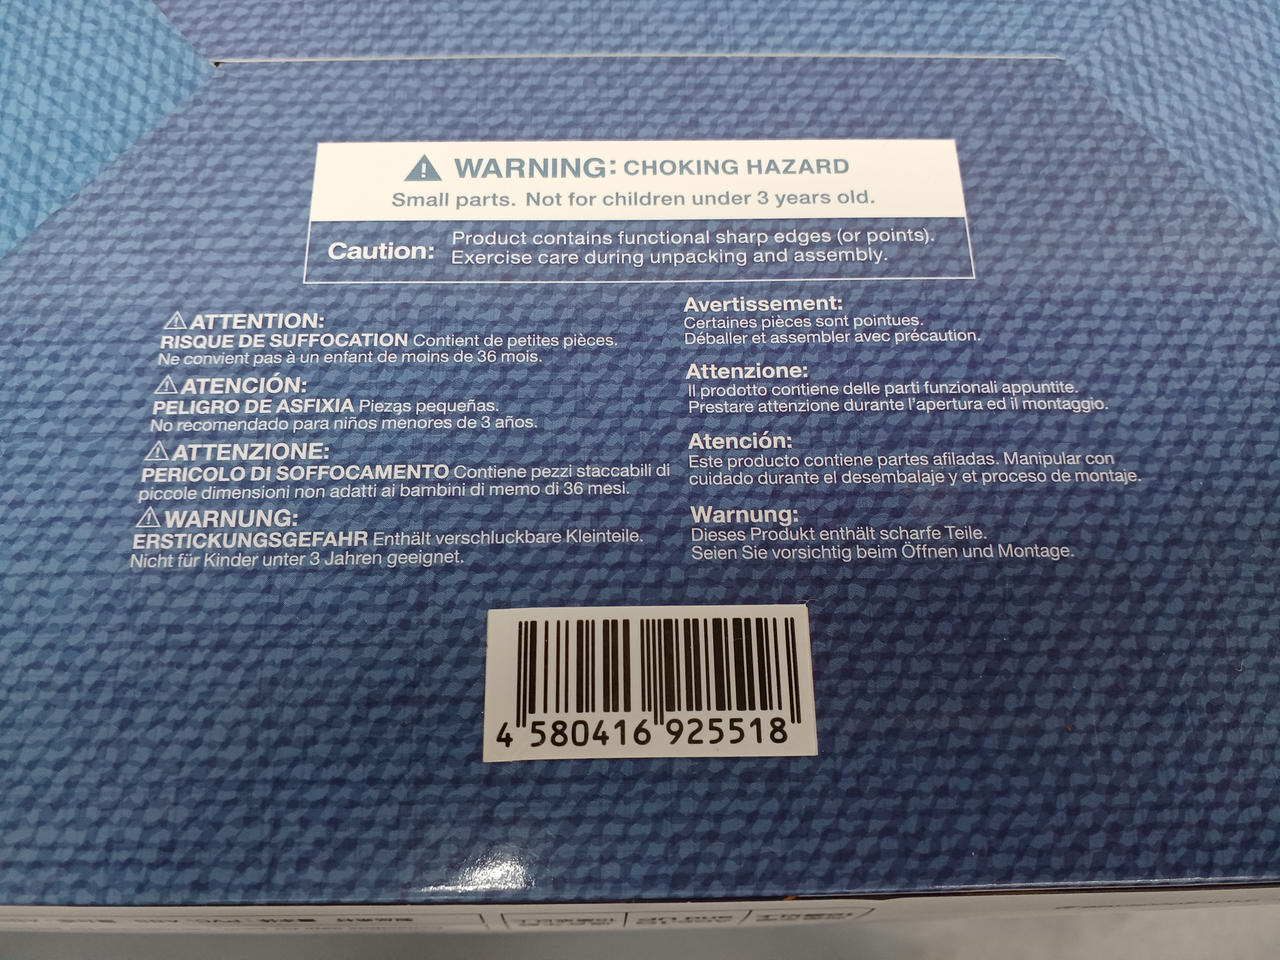 WARNING: CHOKING HAZARD
Small parts. Not for children under 3 years old.
Caution: Product contains functional sharp edges (or points).
Exercise care during unpacking and assembly.
ATTENTION:
RISQUE DE SUFFOCATION Contient de petites pièces.
Ne convient pas à un enfant de moins de 36 mois.
ATENCIÓN:
PELIGRO DE ASFIXIA Piezas pequeñas.
No recomendado para niños menores de 3 años.
ATTENZIONE:
PERICOLO DI SOFFOCAMENTO Contiene pezzi staccabili di
piccole dimensioni non adatti ai bambini di memo di 36 mesi.
WARNUNG:
ERSTICKUNGSGEFAHR Enthält verschluckbare Kleinteile.
Nicht für Kinder unter 3 Jahren geeignet.
Avertissement:
Certaines pièces sont pointues.
Déballer et assembler avec précaution.
Attenzione:
Il prodotto contiene delle parti funzionali appuntite.
Prestare attenzione durante l'apertura ed il montaggio.
Atención:
Este producto contiene partes afiladas. Manipular con
cuidado durante el desembalaje y et proceso de montaje.
Warnung:
Dieses Produkt enthält scharfe Teile.
Seien Sie vorsichtig beim Öffnen und Montage.
4 580416 925518